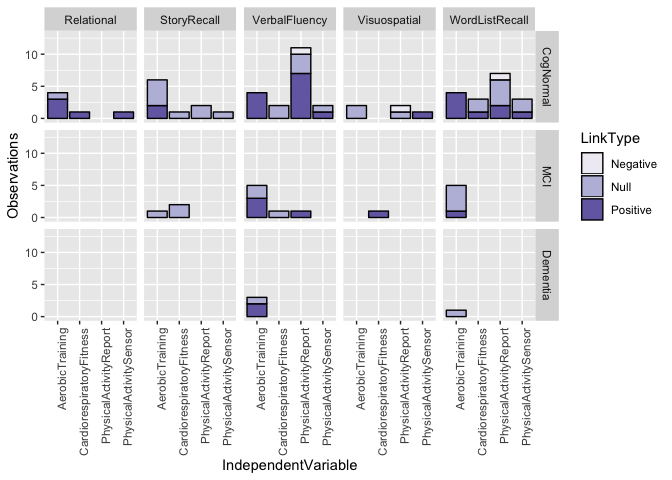 Relational StoryRecall VerbalFluency Visuospatial WordListRecall
CogNormal
10
5
0
MCI
10
5
0
Dementia
10
5
0
Observations
AerobicTraining
CardiorespiratoryFitness
PhysicalActivityReport
PhysicalActivitySensor
AerobicTraining
CardiorespiratoryFitness
PhysicalActivityReport
PhysicalActivitySensor
AerobicTraining
CardiorespiratoryFitness
PhysicalActivityReport
PhysicalActivitySensor
AerobicTraining
CardiorespiratoryFitness
PhysicalActivityReport
PhysicalActivitySensor
AerobicTraining
CardiorespiratoryFitness
PhysicalActivityReport
PhysicalActivitySensor
IndependentVariable
LinkType
Negative
Null
Positive